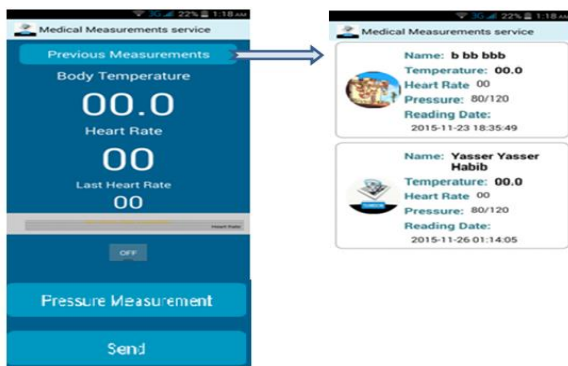 3G 22% 1:18 AM
Medical Measurements service
Previous Measurements
Body Temperature
00.0
Heart Rate
00
Last Heart Rate
00
Heart Rate
OFF
Pressure Measurement
Send
3G 22% 1:18 AM
Medical Measurements service
Name: b bb bbb
Temperature: 00.0
Heart Rate 00
Pressure: 80/120
Reading Date:
2015-11-23 18:35:49
Name: Yasser Yasser
Habib
Temperature: 00.0
Heart Rate 00
Pressure: 80/120
Reading Date:
2015-11-26 01:14:05